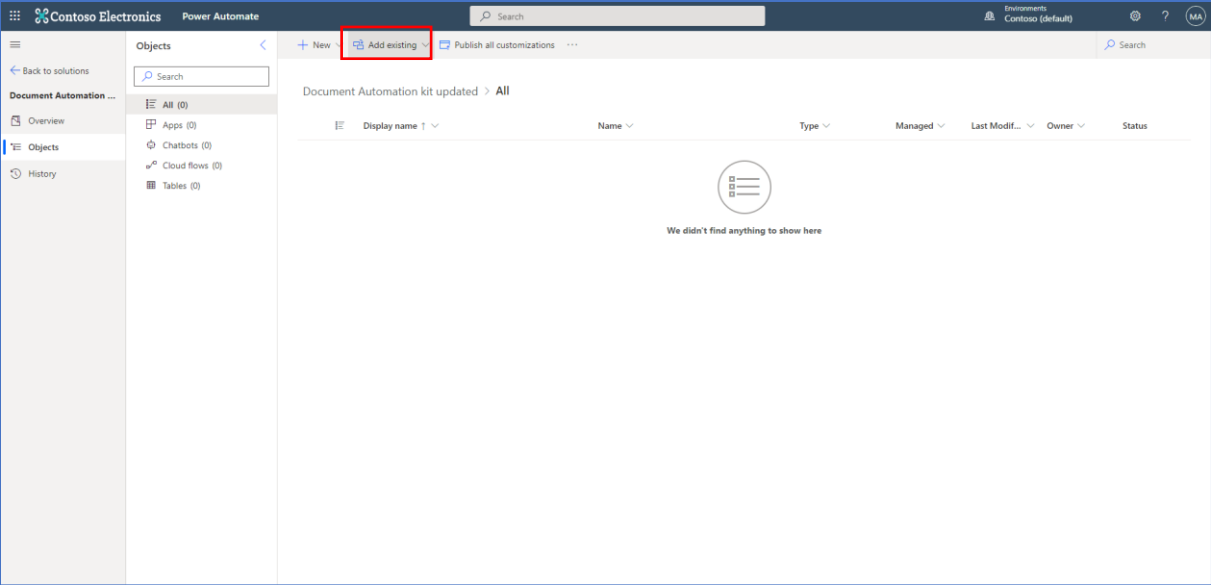 Contoso Electronics Power Automate Search Environments
Contoso (default) ? MA
Objects + New Add existing Publish all customizations ... Search
Back to solutions
Search
Document Automation ...
Document Automation kit updated > All
All (0)
Overview
Apps (0)
Display name ↑ Name Type Managed Last Modif... Owner Status
Objects
Chatbots (0)
Cloud flows (0)
History
Tables (0)
We didn't find anything to show here